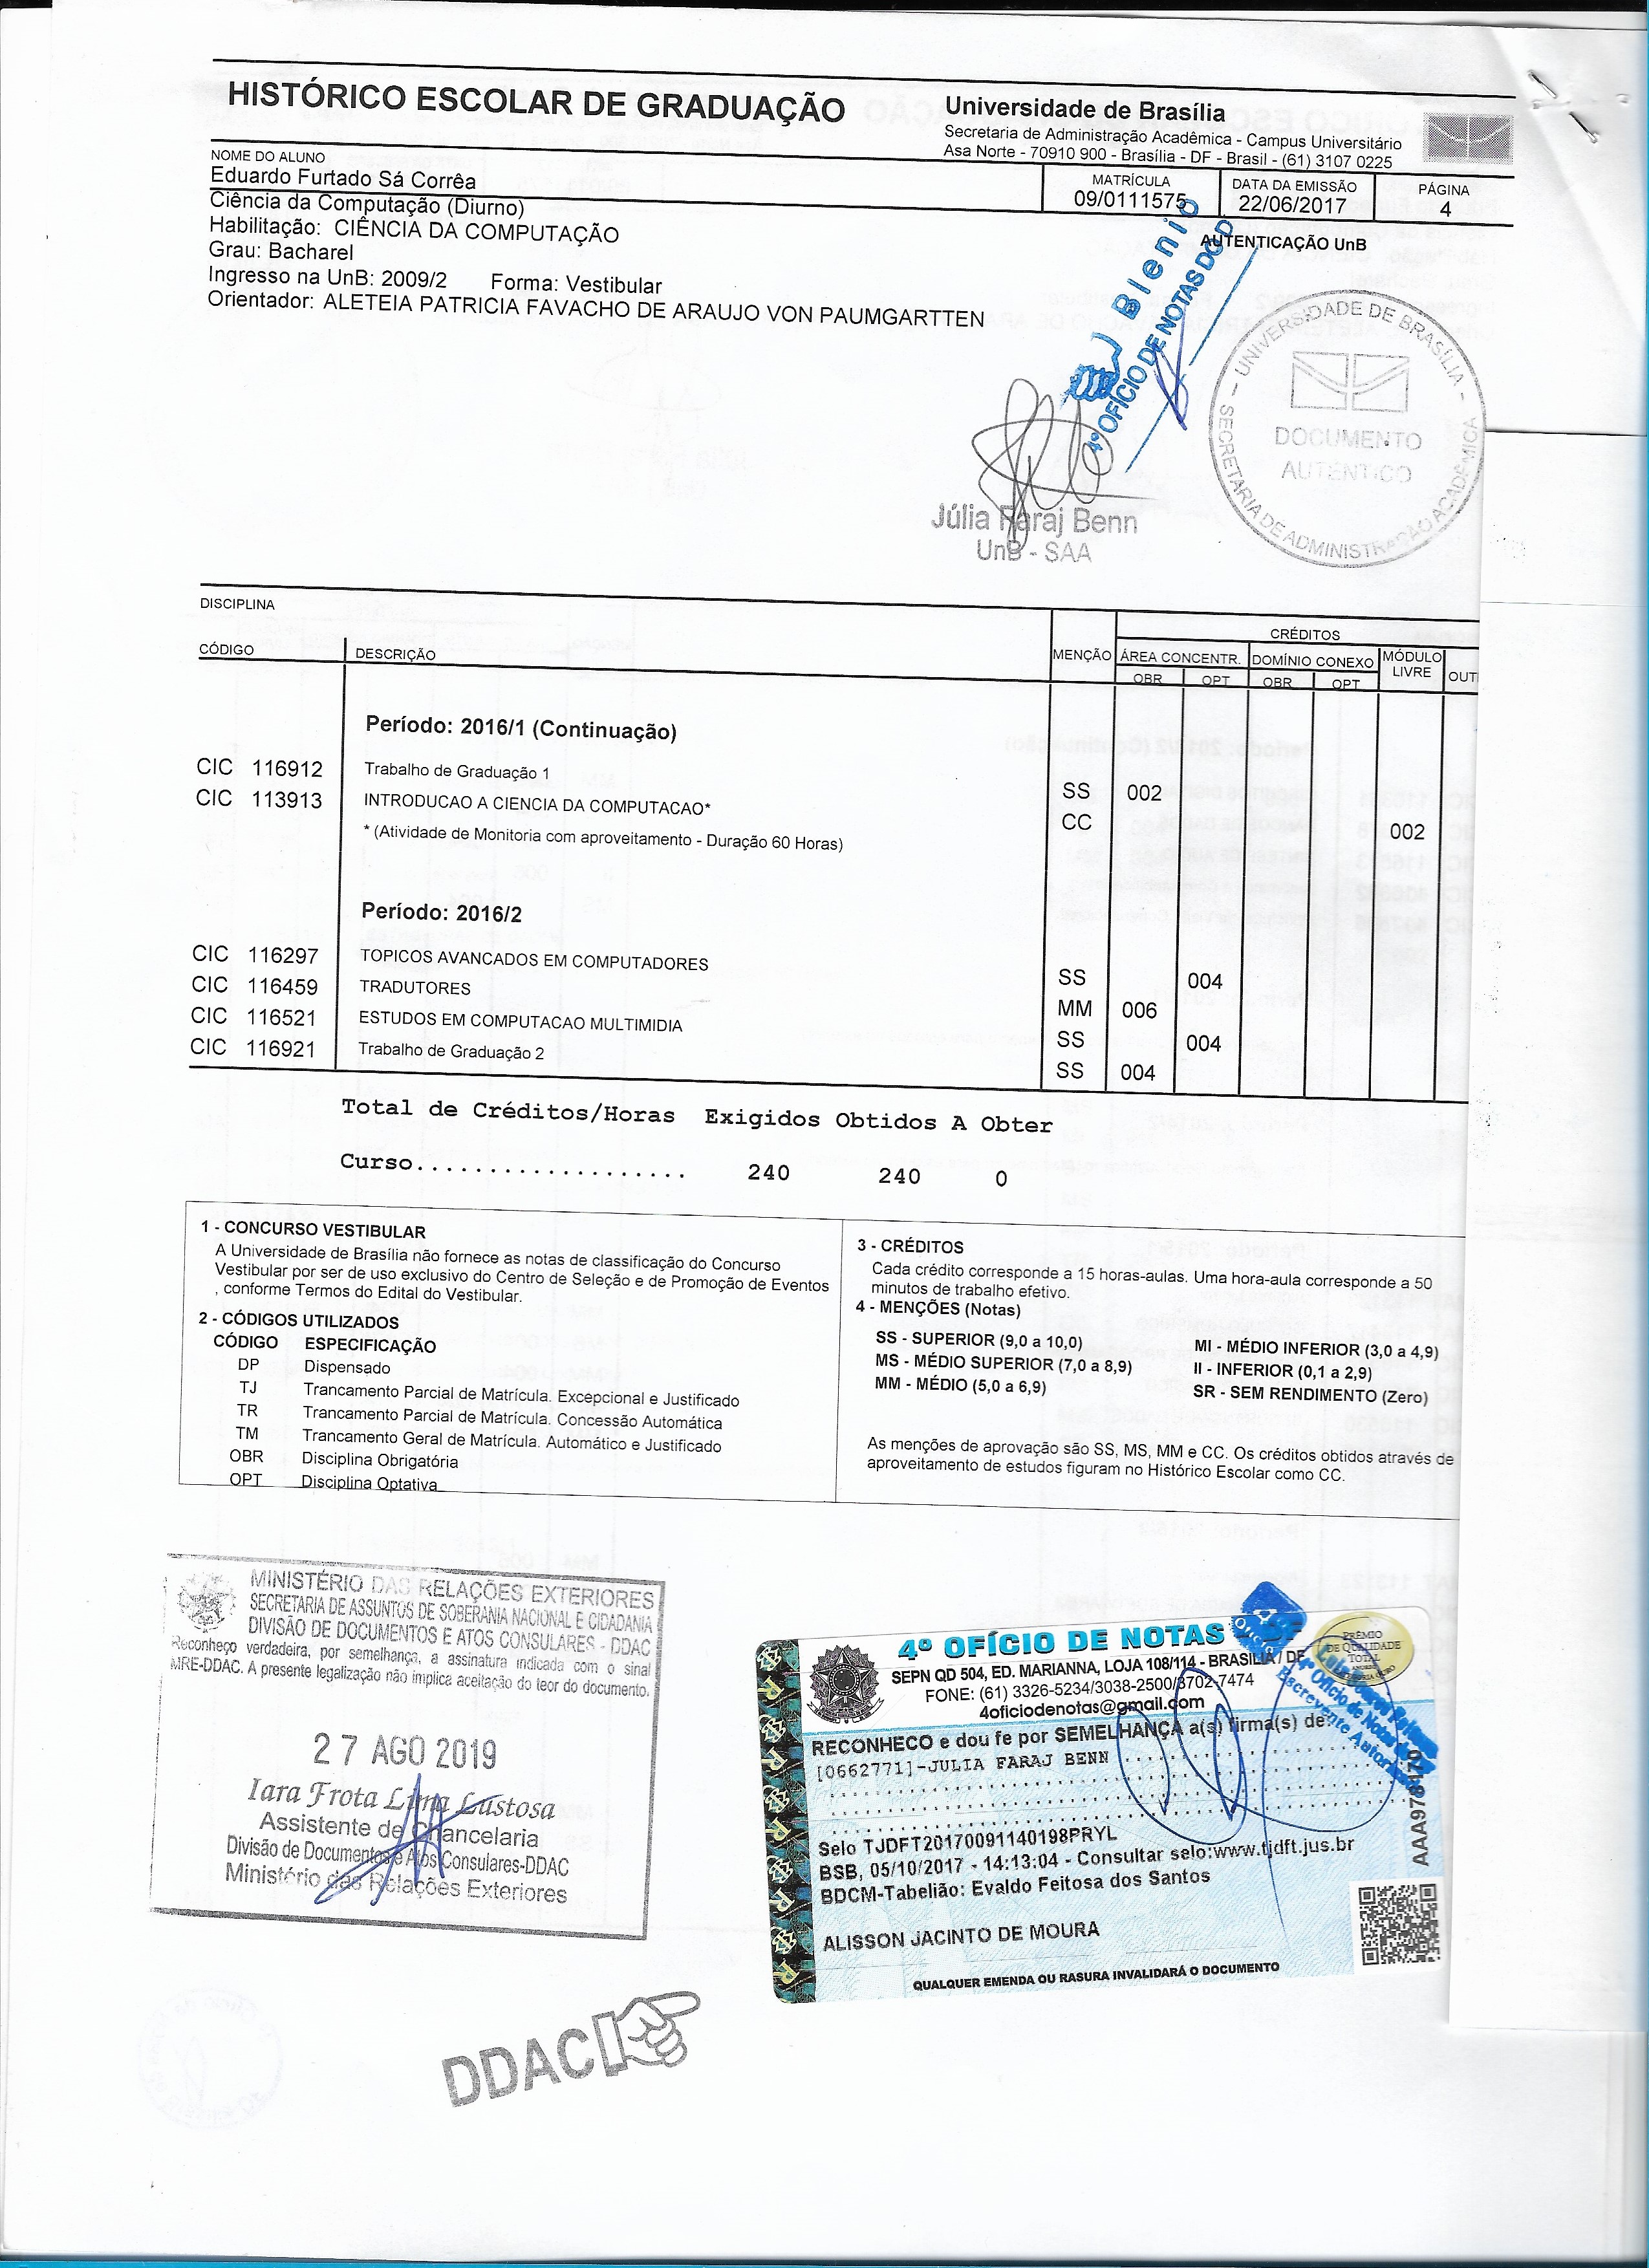 HISTÓRICO ESCOLAR DE GRADUAÇÃO
Universidade de Brasília
Secretaria de Administração Acadêmica - Campus Universitário
Asa Norte - 70910 900 - Brasília - DF - Brasil - (61) 3107 0225
NOME DO ALUNO
Eduardo Furtado Sá Corrêa
MATRÍCULA
09/0111575
DATA DA EMISSÃO
22/06/2017
PÁGINA
4
Ciência da Computação (Diurno)
Habilitação: CIÊNCIA DA COMPUTAÇÃO
Grau: Bacharel
Ingresso na UnB: 2009/2 Forma: Vestibular
Orientador: ALETEIA PATRICIA FAVACHO DE ARAUJO VON PAUMGARTTEN
AUTENTICAÇÃO UnB
Blenio
4º OFÍCIO DE NOTAS DO D
UNIVERSIDADE DE BRASÍLIA
SECRETARIA DE ADMINISTRAÇÃO ACADÊMICA
DOCUMENTO
AUTENTICO
Júlia Faraj Benn
UnB - SAA
DISCIPLINA
CÓDIGO DESCRIÇÃO MENÇÃO
CRÉDITOS
ÁREA CONCENTR. DOMÍNIO CONEXO MÓDULO LIVRE OUT
OBR OPT OBR OPT
Período: 2016/1 (Continuação)
CIC 116912 Trabalho de Graduação 1 SS 002
CIC 113913 INTRODUCAO A CIENCIA DA COMPUTACAO* CC 002
* (Atividade de Monitoria com aproveitamento - Duração 60 Horas)
Período: 2016/2
CIC 116297 TOPICOS AVANCADOS EM COMPUTADORES SS 004
CIC 116459 TRADUTORES MM 006
CIC 116521 ESTUDOS EM COMPUTACAO MULTIMIDIA SS 004
CIC 116921 Trabalho de Graduação 2 SS 004
Total de Créditos/Horas Exigidos Obtidos A Obter
Curso................... 240 240 0
1 - CONCURSO VESTIBULAR
A Universidade de Brasília não fornece as notas de classificação do Concurso
Vestibular por ser de uso exclusivo do Centro de Seleção e de Promoção de Eventos
, conforme Termos do Edital do Vestibular.
2 - CÓDIGOS UTILIZADOS
CÓDIGO ESPECIFICAÇÃO
DP Dispensado
TJ Trancamento Parcial de Matrícula. Excepcional e Justificado
TR Trancamento Parcial de Matrícula. Concessão Automática
TM Trancamento Geral de Matrícula. Automático e Justificado
OBR Disciplina Obrigatória
OPT Disciplina Optativa
3 - CRÉDITOS
Cada crédito corresponde a 15 horas-aulas. Uma hora-aula corresponde a 50
minutos de trabalho efetivo.
4 - MENÇÕES (Notas)
SS - SUPERIOR (9,0 a 10,0) MI - MÉDIO INFERIOR (3,0 a 4,9)
MS - MÉDIO SUPERIOR (7,0 a 8,9) II - INFERIOR (0,1 a 2,9)
MM - MÉDIO (5,0 a 6,9) SR - SEM RENDIMENTO (Zero)
As menções de aprovação são SS, MS, MM e CC. Os créditos obtidos através de
aproveitamento de estudos figuram no Histórico Escolar como CC.
MINISTÉRIO DAS RELAÇÕES EXTERIORES
SECRETARIA DE ASSUNTOS DE SOBERANIA NACIONAL E CIDADANIA
DIVISÃO DE DOCUMENTOS E ATOS CONSULARES - DDAC
Reconheço verdadeira, por semelhança, a assinatura indicada com o sinal
MRE-DDAC. A presente legalização não implica aceitação do teor do documento.
27 AGO 2019
Iara Frota Lima Lustosa
Assistente de Chancelaria
Divisão de Documentos e Atos Consulares-DDAC
Ministério das Relações Exteriores
DDAC
4º OFÍCIO DE NOTAS
SEPN QD 504, ED. MARIANNA, LOJA 108/114 - BRASILIA / DF
FONE: (61) 3326-5234/3038-2500/8702-7474
4oficiodenotas@gmail.com
PRÊMIO
DE QUALIDADE
TOTAL
4º Ofício de Notas
Escrevente
RECONHECO e dou fe por SEMELHANÇA a(s) firma(s) de:
[0662771]-JULIA FARAJ BENN
Selo TJDFT20170091140198PRYL
BSB, 05/10/2017 - 14:13:04 - Consultar selo:www.tjdft.jus.br
BDCM-Tabelião: Evaldo Feitosa dos Santos
ALISSON JACINTO DE MOURA
QUALQUER EMENDA OU RASURA INVALIDARÁ O DOCUMENTO